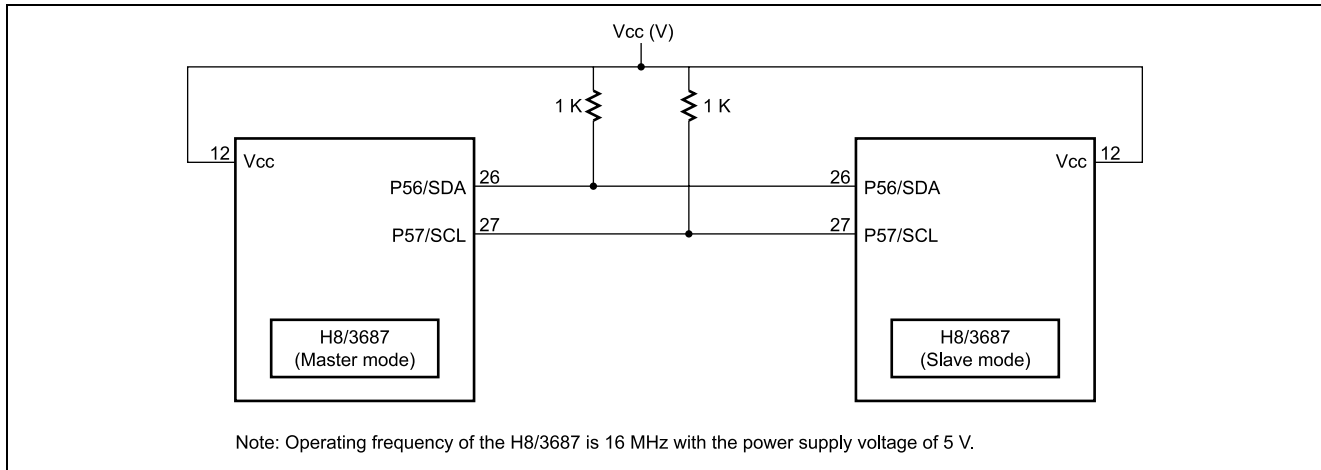 Vcc (V)
1 K
1 K
12
Vcc
Vcc
12
P56/SDA
26
26
P56/SDA
P57/SCL
27
27
P57/SCL
H8/3687
(Master mode)
H8/3687
(Slave mode)
Note: Operating frequency of the H8/3687 is 16 MHz with the power supply voltage of 5 V.